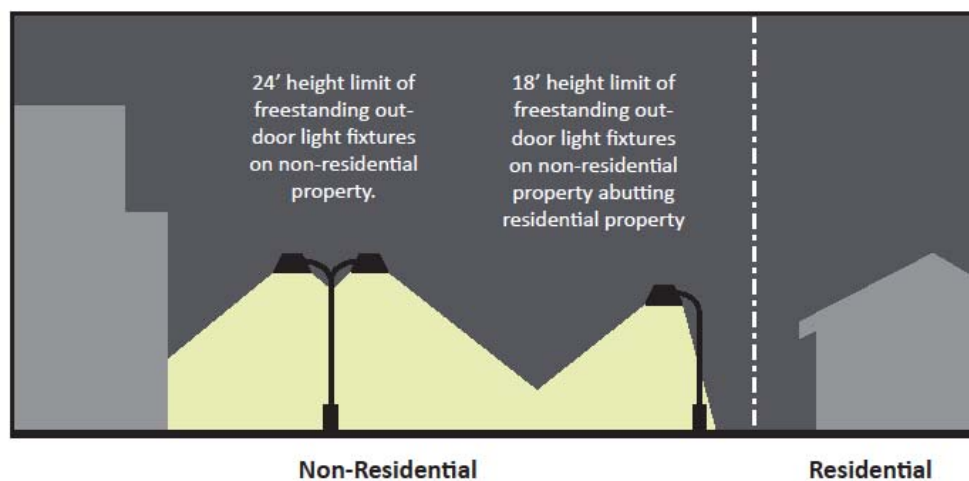 24' height limit of
freestanding out-
door light fixtures
on non-residential
property.
18' height limit of
freestanding out-
door light fixtures
on non-residential
property abutting
residential property
Non-Residential
Residential